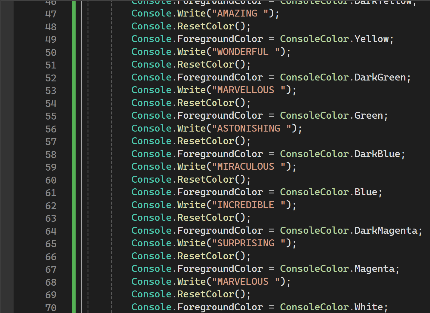 46 Console.ForegroundColor = ConsoleColor.DarkYellow;
47 Console.Write("AMAZING ");
48 Console.ResetColor();
49 Console.ForegroundColor = ConsoleColor.Yellow;
50 Console.Write("WONDERFUL ");
51 Console.ResetColor();
52 Console.ForegroundColor = ConsoleColor.DarkGreen;
53 Console.Write("MARVELLOUS ");
54 Console.ResetColor();
55 Console.ForegroundColor = ConsoleColor.Green;
56 Console.Write("ASTONISHING ");
57 Console.ResetColor();
58 Console.ForegroundColor = ConsoleColor.DarkBlue;
59 Console.Write("MIRACULOUS ");
60 Console.ResetColor();
61 Console.ForegroundColor = ConsoleColor.Blue;
62 Console.Write("INCREDIBLE ");
63 Console.ResetColor();
64 Console.ForegroundColor = ConsoleColor.DarkMagenta;
65 Console.Write("SURPRISING ");
66 Console.ResetColor();
67 Console.ForegroundColor = ConsoleColor.Magenta;
68 Console.Write("MARVELOUS ");
69 Console.ResetColor();
70 Console.ForegroundColor = ConsoleColor.White;